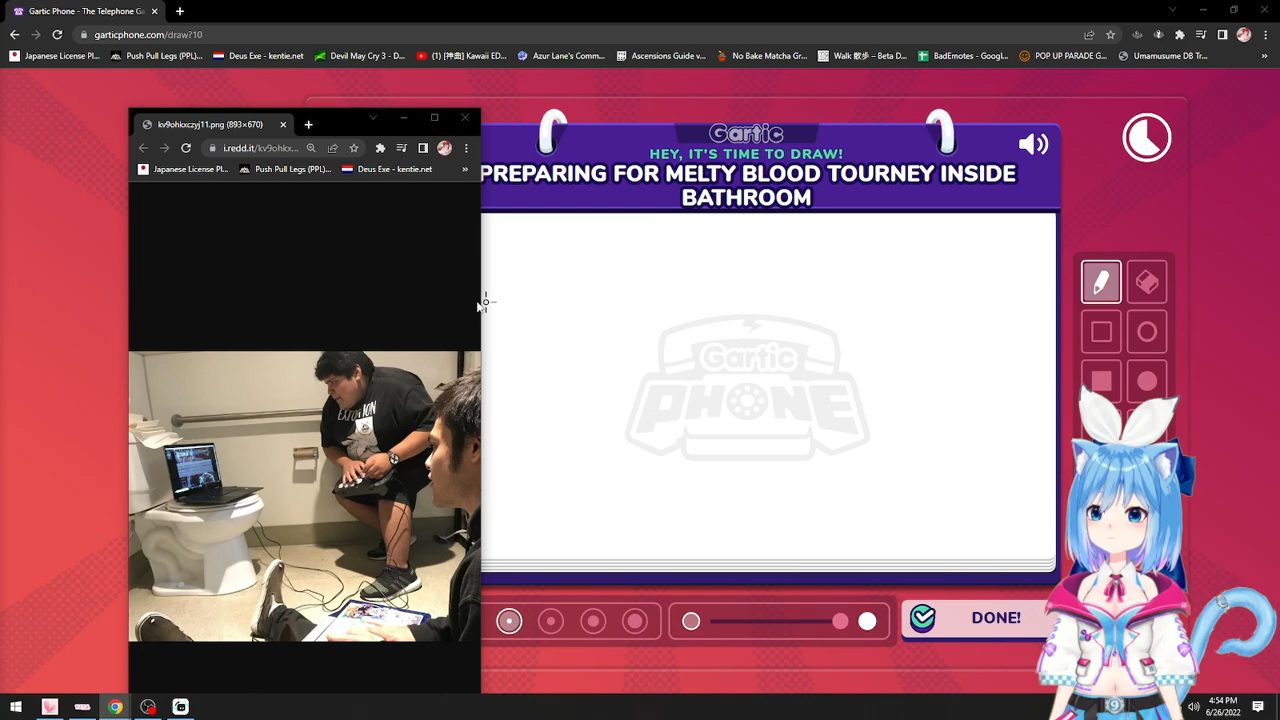 Gartic Phone - The Telephone Ga
garticphone.com/draw?10
Japanese License Pl...
Push Pull Legs (PPL)...
Deus Exe - kentie.net
Devil May Cry 3 - D...
(1) [神曲] Kawaii ED...
Azur Lane's Comm...
Ascensions Guide v...
No Bake Matcha Gr...
Walk 散歩 – Beta D...
BadEmotes - Googl...
POP UP PARADE G...
Umamusume DB Tr...
»
kv9ohkxczyj11.png (893×670)
i.redd.it/kv9ohkx...
Japanese License Pl...
Push Pull Legs (PPL)...
Deus Exe - kentie.net
»
Gartic
HEY, IT'S TIME TO DRAW!
PREPARING FOR MELTY BLOOD TOURNEY INSIDE
BATHROOM
Gartic
PHONE
DONE!
9
4:54 PM
6/26/2022